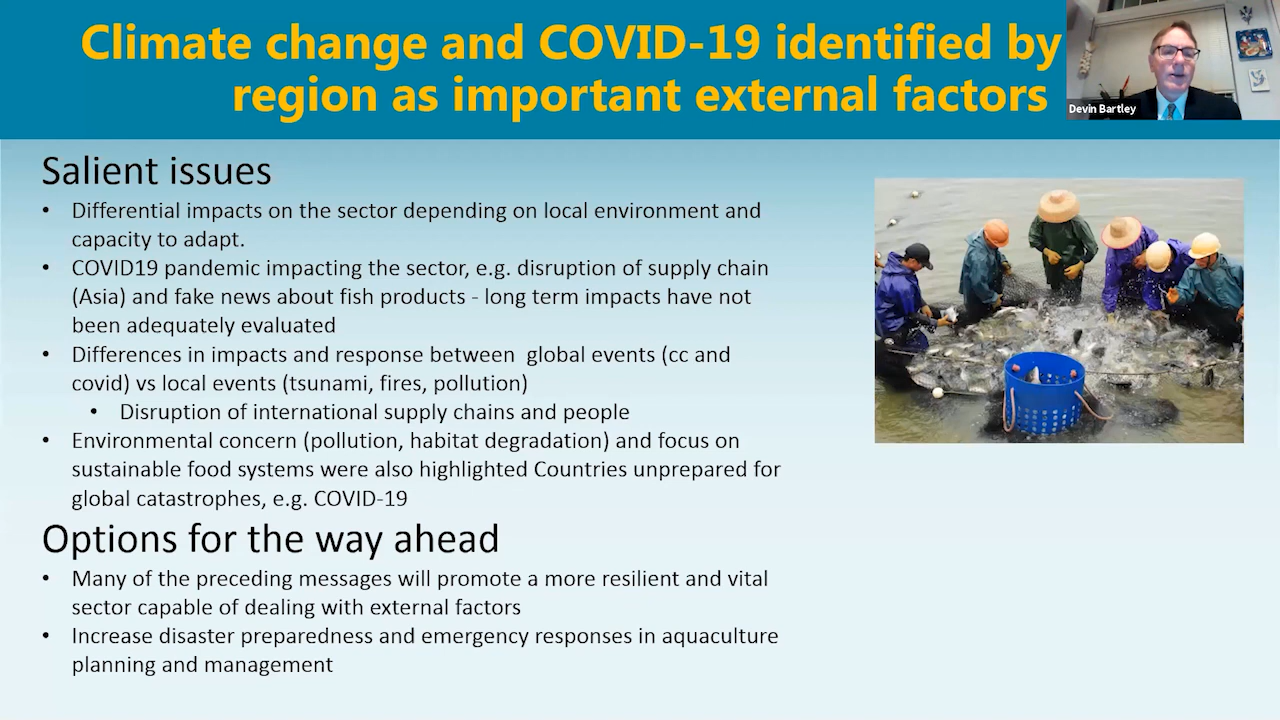 Climate change and COVID-19 identified by
region as important external factors
Devin Bartley
Salient issues
• Differential impacts on the sector depending on local environment and
capacity to adapt.
• COVID19 pandemic impacting the sector, e.g. disruption of supply chain
(Asia) and fake news about fish products - long term impacts have not
been adequately evaluated
• Differences in impacts and response between  global events (cc and
covid) vs local events (tsunami, fires, pollution)
• Disruption of international supply chains and people
• Environmental concern (pollution, habitat degradation) and focus on
sustainable food systems were also highlighted Countries unprepared for
global catastrophes, e.g. COVID-19
Options for the way ahead
• Many of the preceding messages will promote a more resilient and vital
sector capable of dealing with external factors
• Increase disaster preparedness and emergency responses in aquaculture
planning and management